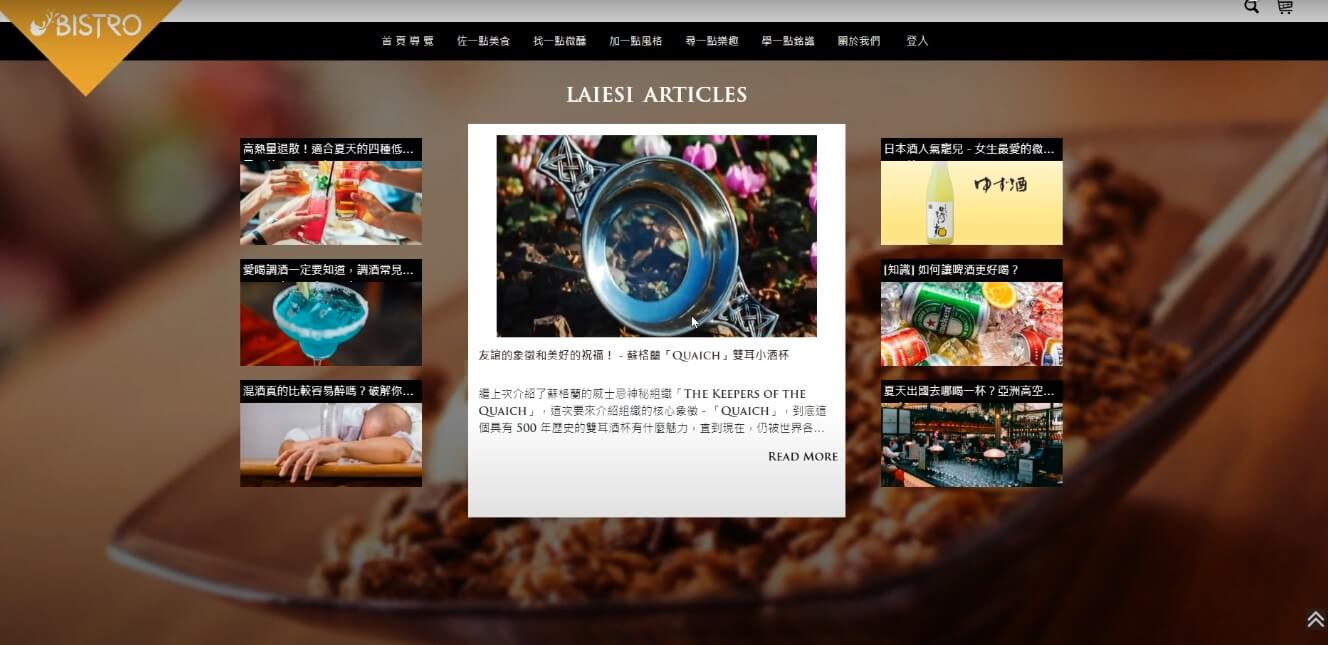 BISTRO
首 頁 導 覽 佐一點美食 找一點微醺 加一點風格 尋一點樂趣 學一點銘識 關於我們 登入
LAIESI ARTICLES
高熱量退散！適合夏天的四種低...
愛喝調酒一定要知道，調酒常見...
混酒真的比較容易醉嗎？破解你...
友誼的象徵和美好的祝福！ - 蘇格蘭「QUAICH」雙耳小酒杯
繼上次介紹了蘇格蘭的威士忌神秘組織「THE KEEPERS OF THE
QUAICH」，這次要來介紹組織的核心象徵 - 「QUAICH」，到底這
個具有 500 年歷史的雙耳酒杯有什麼魅力，直到現在，仍被世界各...
READ MORE
日本酒人氣寵兒 - 女生最愛的微...
ゆず酒
[知識] 如何讓啤酒更好喝？
Heineken
夏天出國去哪喝一杯？亞洲高空...